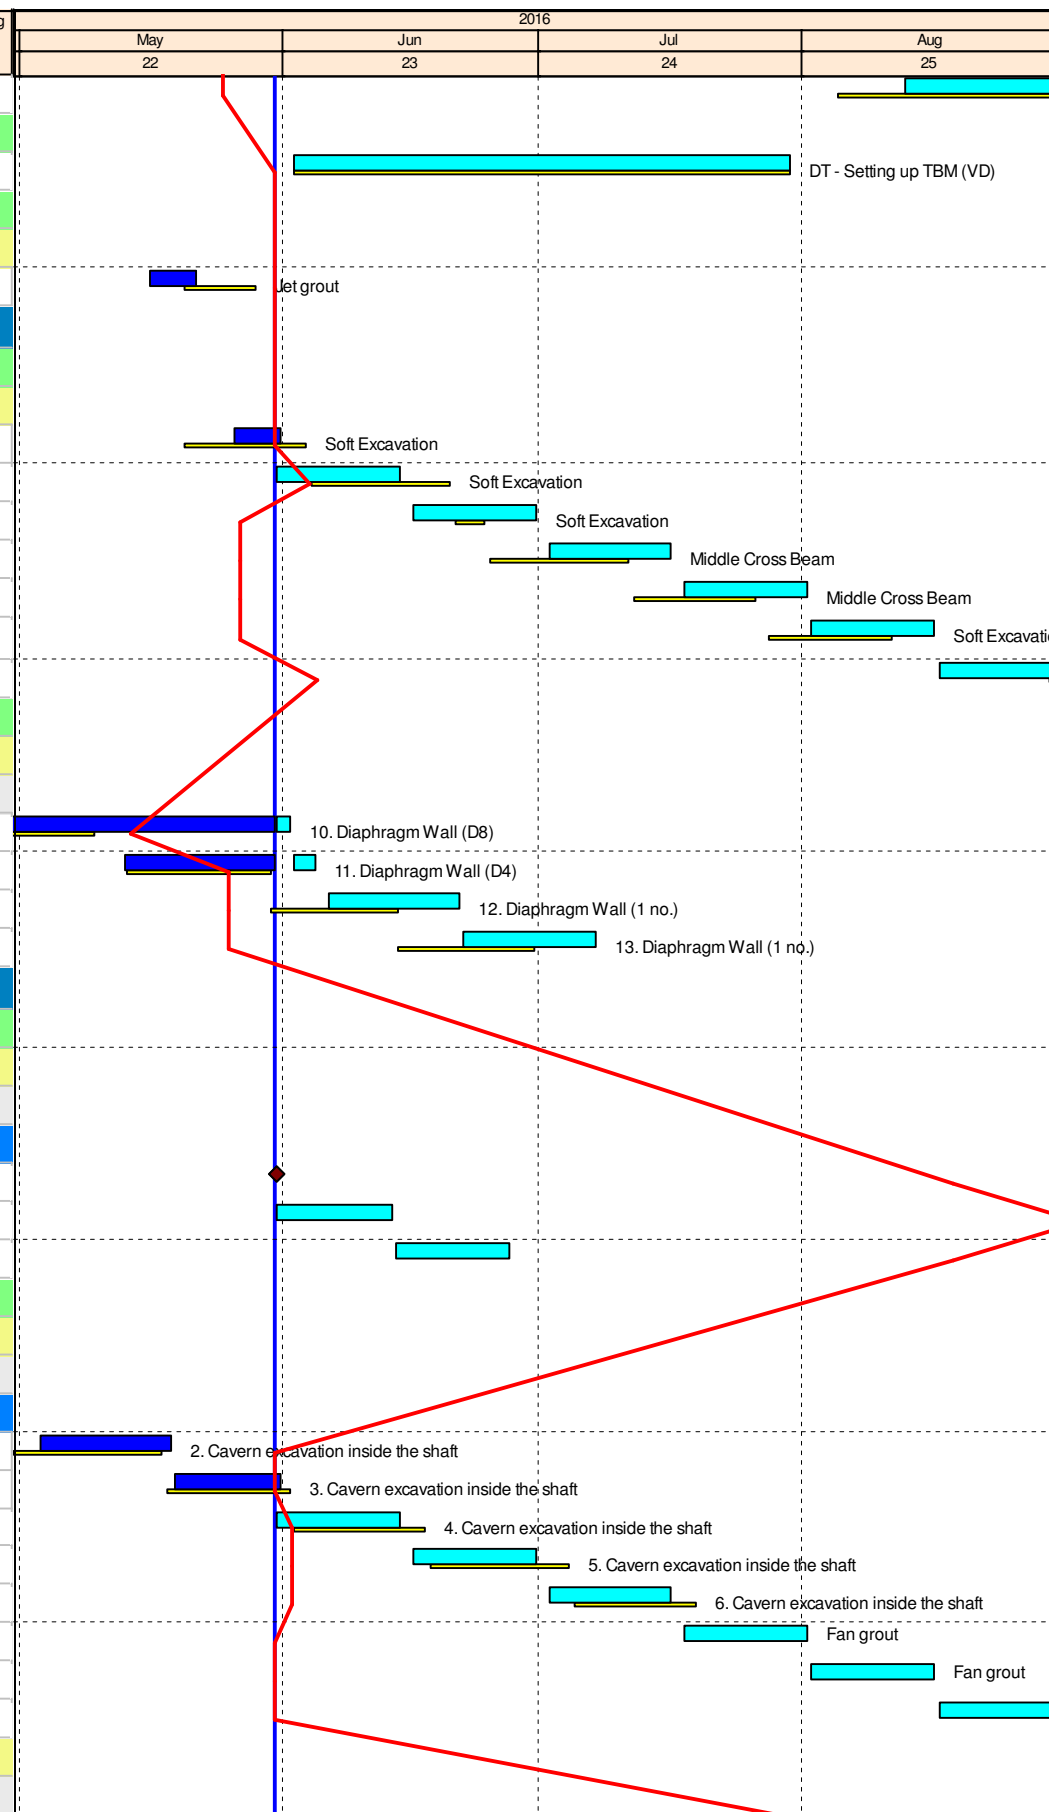 g
2016
May
Jun
Jul
Aug
22
23
24
25
DT - Setting up TBM (VD)
Jet grout
Soft Excavation
Soft Excavation
Soft Excavation
Middle Cross Beam
Middle Cross Beam
Soft Excavatio
10. Diaphragm Wall (D8)
11. Diaphragm Wall (D4)
12. Diaphragm Wall (1 no.)
13. Diaphragm Wall (1 no.)
2. Cavern excavation inside the shaft
3. Cavern excavation inside the shaft
4. Cavern excavation inside the shaft
5. Cavern excavation inside the shaft
6. Cavern excavation inside the shaft
Fan grout
Fan grout